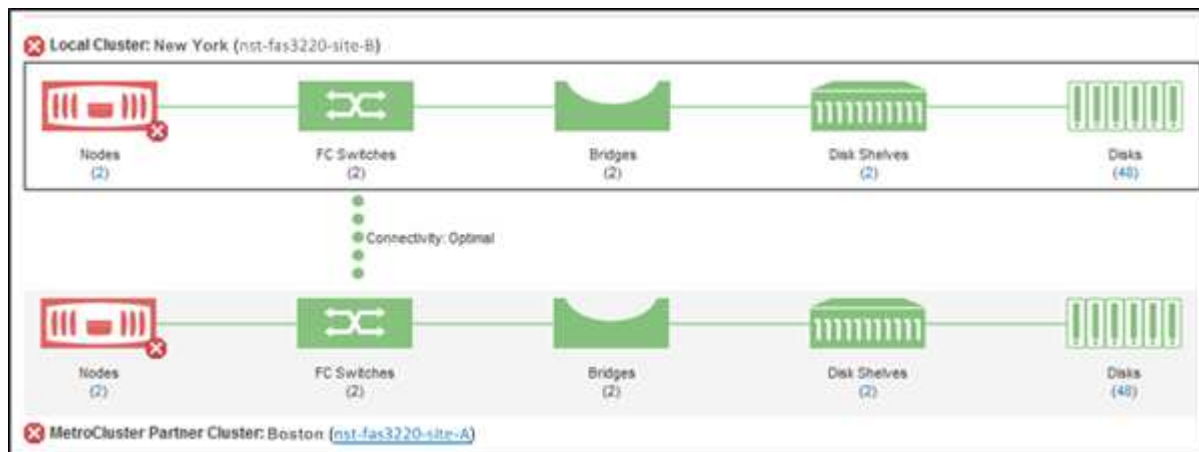 Local Cluster: New York (nst-fas3220-site-B)
Nodes FC Switches Bridges Disk Shelves Disks
(2) (2) (2) (2) (48)
Connectivity: Optimal
Nodes FC Switches Bridges Disk Shelves Disks
(2) (2) (2) (2) (48)
MetroCluster Partner Cluster: Boston (nst-fas3220-site-A)